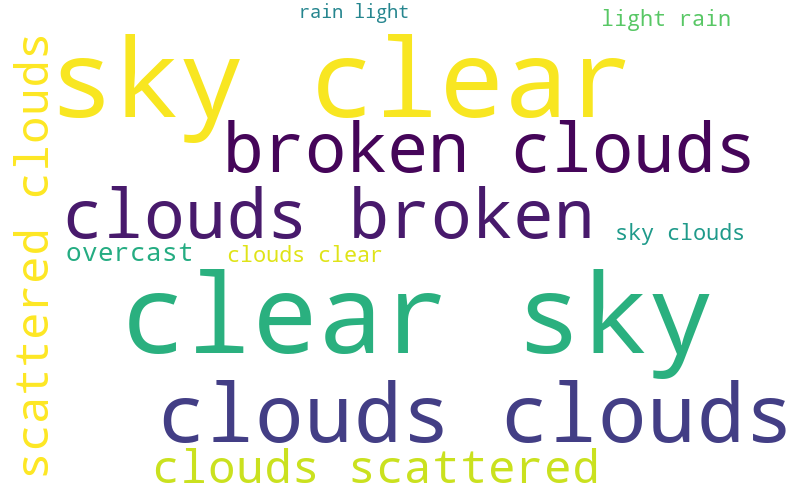 rain light
light rain
sky clear
scattered clouds
broken clouds
clouds broken
sky clouds
overcast
clouds clear
clear sky
clouds clouds
clouds scattered